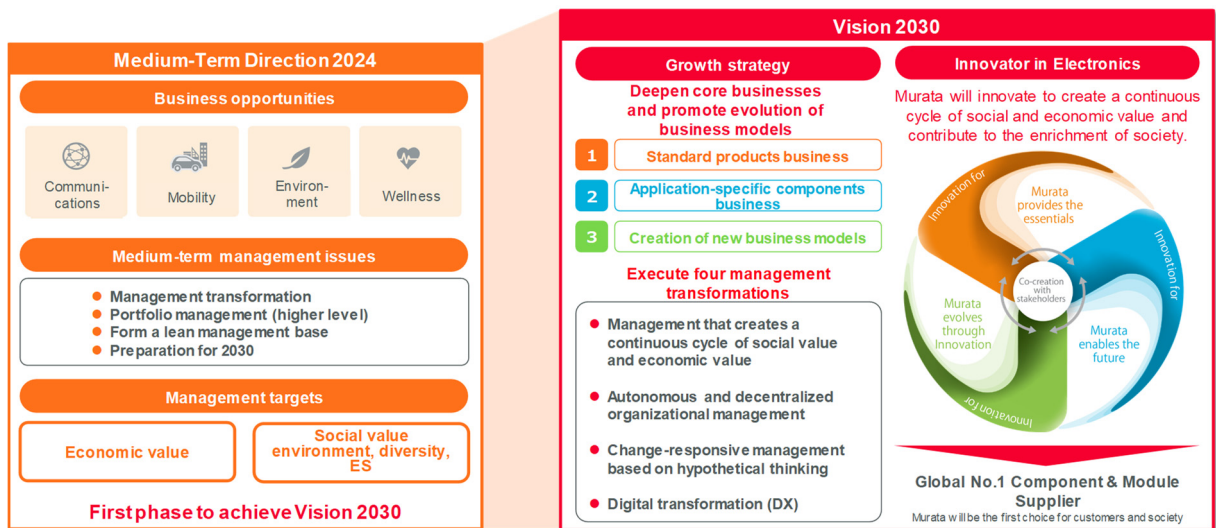 Medium-Term Direction 2024
Business opportunities
Communi-
cations
Mobility
Environ-
ment
Wellness
Medium-term management issues
Management transformation
Portfolio management (higher level)
Form a lean management base
Preparation for 2030
Management targets
Economic value
Social value
environment, diversity,
ES
First phase to achieve Vision 2030
Vision 2030
Growth strategy
Deepen core businesses
and promote evolution of
business models
1 Standard products business
2 Application-specific components
business
3 Creation of new business models
Execute four management
transformations
Management that creates a
continuous cycle of social value
and economic value
Autonomous and decentralized
organizational management
Change-responsive management
based on hypothetical thinking
Digital transformation (DX)
Innovator in Electronics
Murata will innovate to create a continuous
cycle of social and economic value and
contribute to the enrichment of society.
Innovation for
Murata
provides the
essentials
Innovation for
Murata
enables the
future
Innovation for
Murata
evolves
through
Innovation
Co-creation
with
stakeholders
Global No.1 Component & Module
Supplier
Murata will be the first choice for customers and society